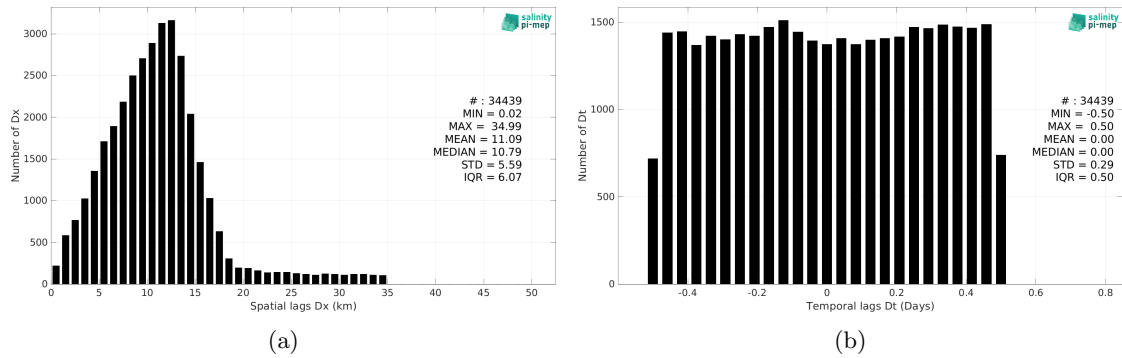 3000
2500
2000
1500
1000
500
0
Number of Dx
salinity
pi-mep
# : 34439
MIN = 0.02
MAX = 34.99
MEAN = 11.09
MEDIAN = 10.79
STD = 5.59
IQR = 6.07
0 5 10 15 20 25 30 35 40 45 50
Spatial lags Dx (km)
(a)
1500
1000
500
0
Number of Dt
salinity
pi-mep
# : 34439
MIN = -0.50
MAX = 0.50
MEAN = 0.00
MEDIAN = 0.00
STD = 0.29
IQR = 0.50
-0.4 -0.2 0 0.2 0.4 0.6 0.8
Temporal lags Dt (Days)
(b)